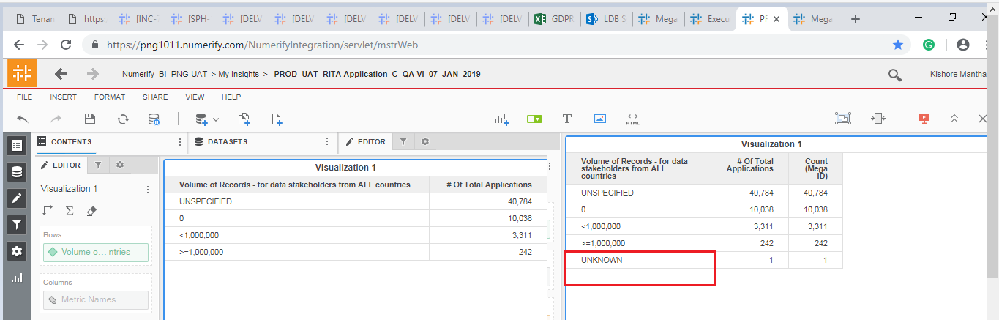 Tenan
https:
[INC-7
[SPH-
[DELV
[DELV
[DELV
[DELV
[DELV
[DELV
[DELV
GDPR
LDB S
Mega
Execu
PR
Mega
https://png1011.numerify.com/NumerifyIntegration/servlet/mstrWeb
Numerify_BI_PNG-UAT > My Insights > PROD_UAT_RITA Application_C_QA VI_07_JAN_2019
Kishore Mantha
FILE INSERT FORMAT SHARE VIEW HELP
T
HTML
CONTENTS
DATASETS
EDITOR
EDITOR
Visualization 1
Rows
Volume o... ntries
Columns
Metric Names
Visualization 1
Volume of Records - for data stakeholders from ALL countries # Of Total Applications
UNSPECIFIED 40,784
0 10,038
<1,000,000 3,311
>=1,000,000 242
Visualization 1
Volume of Records - for data
stakeholders from ALL
countries
# Of Total
Applications
Count
(Mega
ID)
UNSPECIFIED 40,784 40,784
0 10,038 10,038
<1,000,000 3,311 3,311
>=1,000,000 242 242
UNKNOWN 1 1